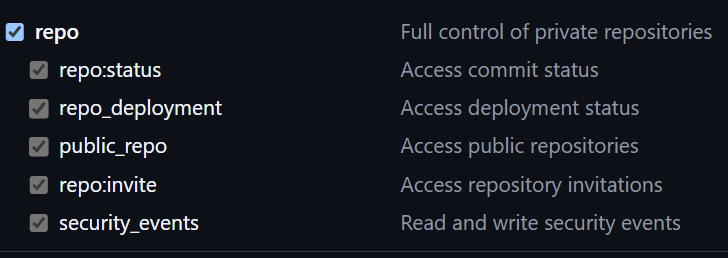 repo Full control of private repositories
repo:status Access commit status
repo_deployment Access deployment status
public_repo Access public repositories
repo:invite Access repository invitations
security_events Read and write security events